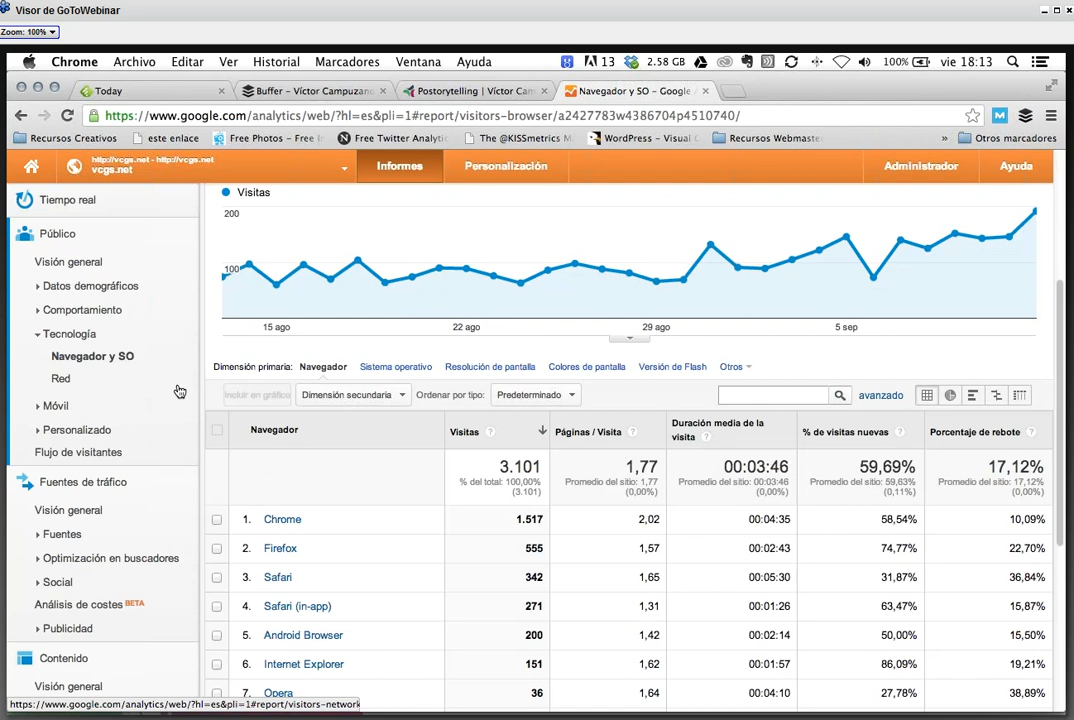 Visor de GoToWebinar
Zoom: 100%
Chrome Archivo Editar Ver Historial Marcadores Ventana Ayuda 13 2.58 GB 100% vie 18:13
Today Buffer – Víctor Campuzano Postorytelling | Víctor Cam Navegador y SO – Google
https://www.google.com/analytics/web/?hl=es&pli=1#report/visitors-browser/a2427783w4386704p4510740/
Recursos Creativos este enlace Free Photos - Free Free Twitter Analytic The @KISSmetrics M WordPress – Visual Recursos Webmaster » Otros marcadores
http://vcgs.net - http://vcgs.net
vcgs.net
Informes Personalización Administrador Ayuda
Tiempo real
Público
Visión general
Datos demográficos
Comportamiento
Tecnología
Navegador y SO
Red
Móvil
Personalizado
Flujo de visitantes
Fuentes de tráfico
Visión general
Fuentes
Optimización en buscadores
Social
Análisis de costes BETA
Publicidad
Contenido
Visión general
Visitas
200
100
15 ago 22 ago 29 ago 5 sep
Dimensión primaria: Navegador Sistema operativo Resolución de pantalla Colores de pantalla Versión de Flash Otros
Incluir en gráfico Dimensión secundaria Ordenar por tipo: Predeterminado avanzado
Navegador Visitas ? Páginas / Visita ? Duración media de la visita ? % de visitas nuevas ? Porcentaje de rebote ?
3.101 1,77 00:03:46 59,69% 17,12%
% del total: 100,00% (3.101) Promedio del sitio: 1,77 (0,00%) Promedio del sitio: 00:03:46 (0,00%) Promedio del sitio: 59,63% (0,11%) Promedio del sitio: 17,12% (0,00%)
1. Chrome 1.517 2,02 00:04:35 58,54% 10,09%
2. Firefox 555 1,57 00:02:43 74,77% 22,70%
3. Safari 342 1,65 00:05:30 31,87% 36,84%
4. Safari (in-app) 271 1,31 00:01:26 63,47% 15,87%
5. Android Browser 200 1,42 00:02:14 50,00% 15,50%
6. Internet Explorer 151 1,62 00:01:57 86,09% 19,21%
7. Opera 36 1,64 00:04:10 27,78% 38,89%
https://www.google.com/analytics/web/?hl=es&pli=1#report/visitors-network